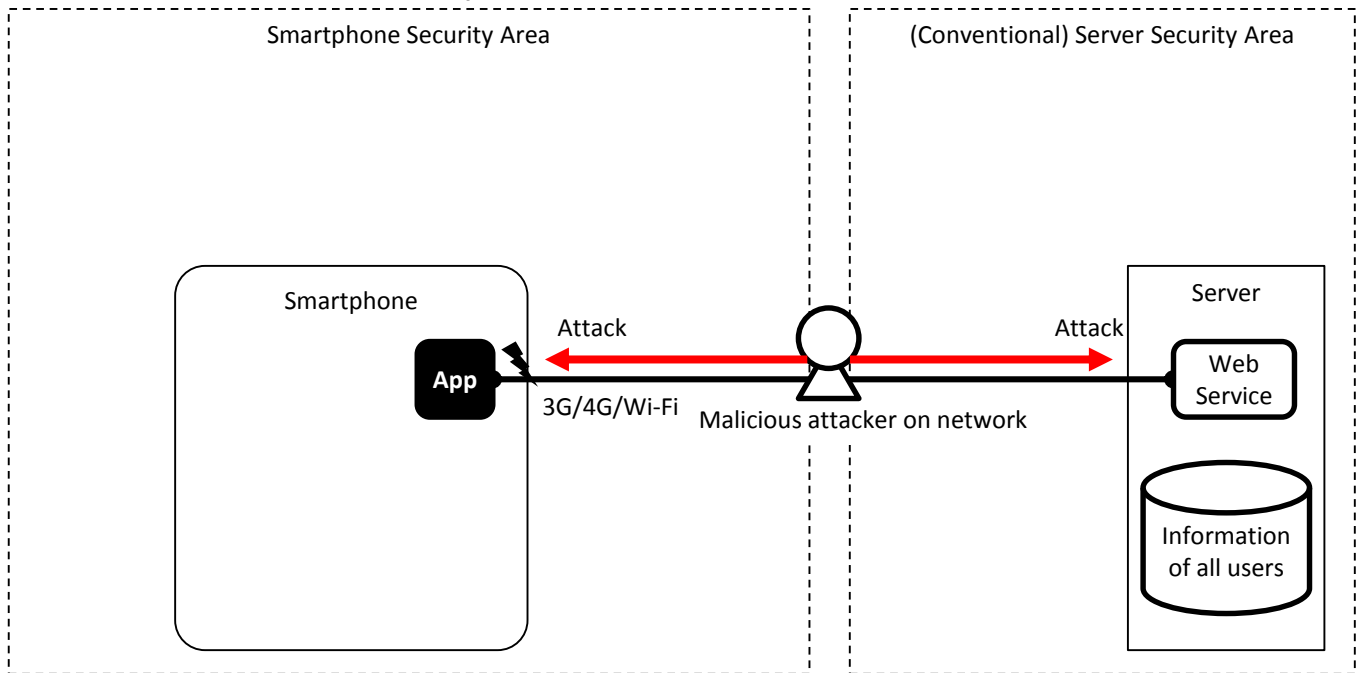 Smartphone Security Area
(Conventional) Server Security Area
Smartphone
Server
Attack
Attack
App
Web
Service
3G/4G/Wi-Fi
Malicious attacker on network
Information
of all users